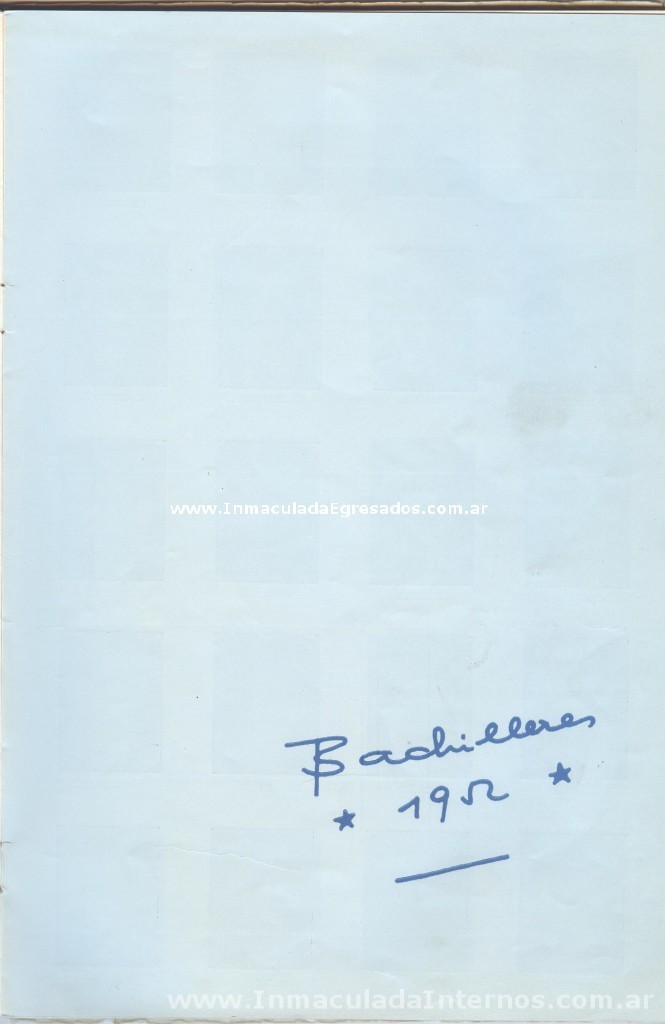 www.InmaculadaEgresados.com.ar
Bachilleres
★ 1952 ★
www.InmaculadaInternos.com.ar